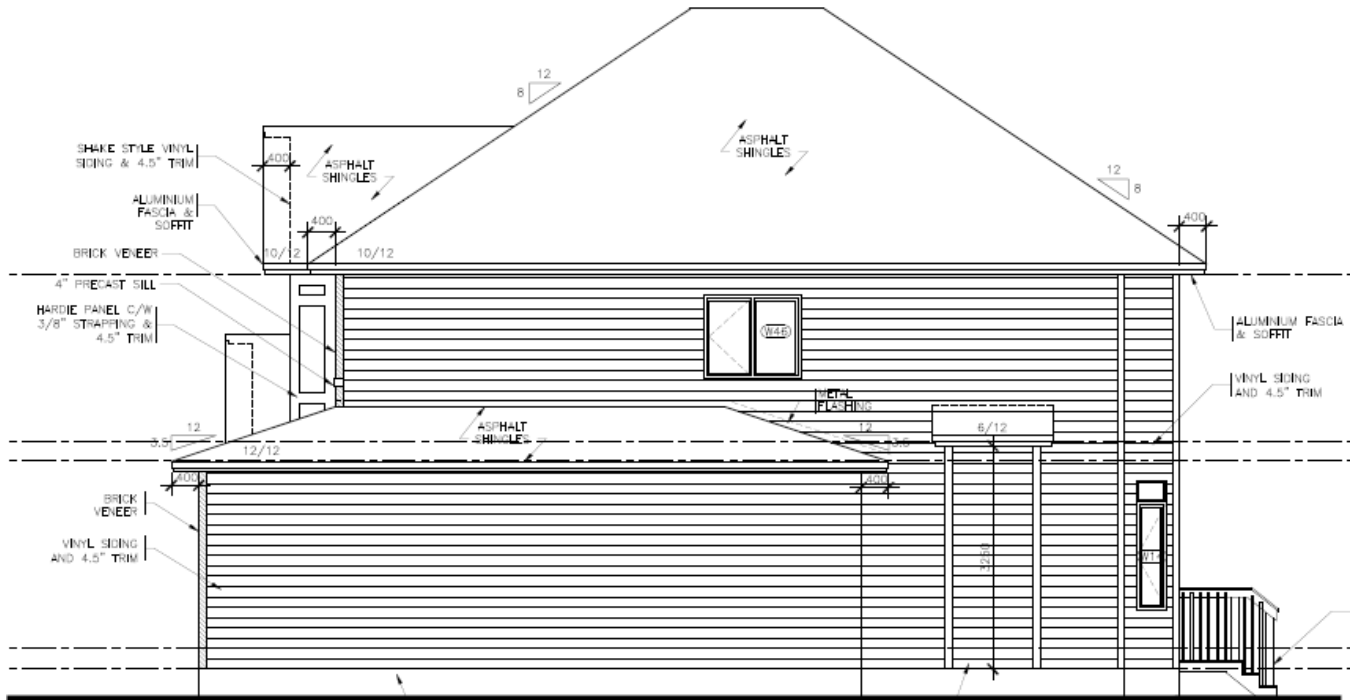 12
8
SHAKE STYLE VINYL
SIDING & 4.5" TRIM
400
ASPHALT
SHINGLES
ASPHALT
SHINGLES
12
8
ALUMINIUM
FASCIA &
SOFFIT
400
400
BRICK VENEER
10/12
10/12
4" PRECAST SILL
HARDIE PANEL C/W
3/8" STRAPPING &
4.5" TRIM
W46
ALUMINIUM FASCIA
& SOFFIT
VINYL SIDING
AND 4.5" TRIM
METAL
FLASHING
12
3.5
12/12
ASPHALT
SHINGLES
12
3.5
6/12
400
400
BRICK
VENEER
VINYL SIDING
AND 4.5" TRIM
3250